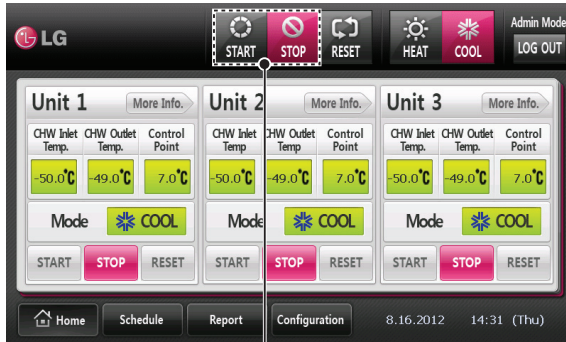 LG
START STOP RESET HEAT COOL
Admin Mode
LOG OUT
Unit 1 More Info.
CHW Inlet Temp. CHW Outlet Temp. Control Point
-50.0℃ -49.0℃ 7.0℃
Mode COOL
START STOP RESET
Unit 2 More Info.
CHW Inlet Temp CHW Outlet Temp Control Point
-50.0℃ -49.0℃ 7.0℃
Mode COOL
START STOP RESET
Unit 3 More Info.
CHW Inlet Temp. CHW Outlet Temp. Control Point
-50.0℃ -49.0℃ 7.0℃
Mode COOL
START STOP RESET
Home Schedule Report Configuration 8.16.2012 14:31 (Thu)